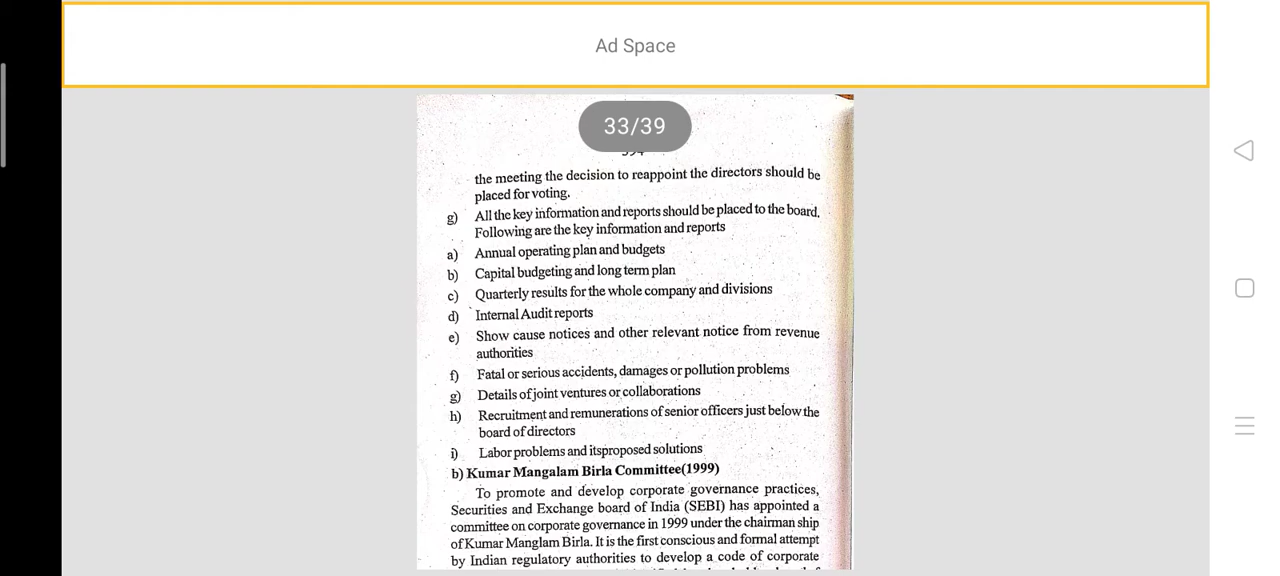 Ad Space
33/39
the meeting the decision to reappoint the directors should be
placed for voting.
g) All the key information and reports should be placed to the board.
Following are the key information and reports
a) Annual operating plan and budgets
b) Capital budgeting and long term plan
c) Quarterly results for the whole company and divisions
d) Internal Audit reports
e) Show cause notices and other relevant notice from revenue
authorities
f) Fatal or serious accidents, damages or pollution problems
g) Details of joint ventures or collaborations
h) Recruitment and remunerations of senior officers just below the
board of directors
i) Labor problems and itsproposed solutions
b) Kumar Mangalam Birla Committee(1999)
To promote and develop corporate governance practices,
Securities and Exchange board of India (SEBI) has appointed a
committee on corporate governance in 1999 under the chairman ship
of Kumar Manglam Birla. It is the first conscious and formal attempt
by Indian regulatory authorities to develop a code of corporate